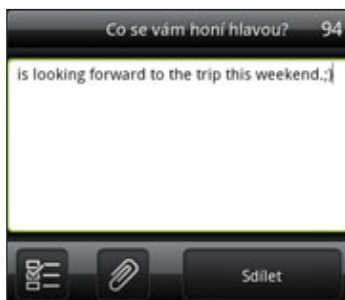 Co se vám honí hlavou? 94
is looking forward to the trip this weekend.;)
Sdílet